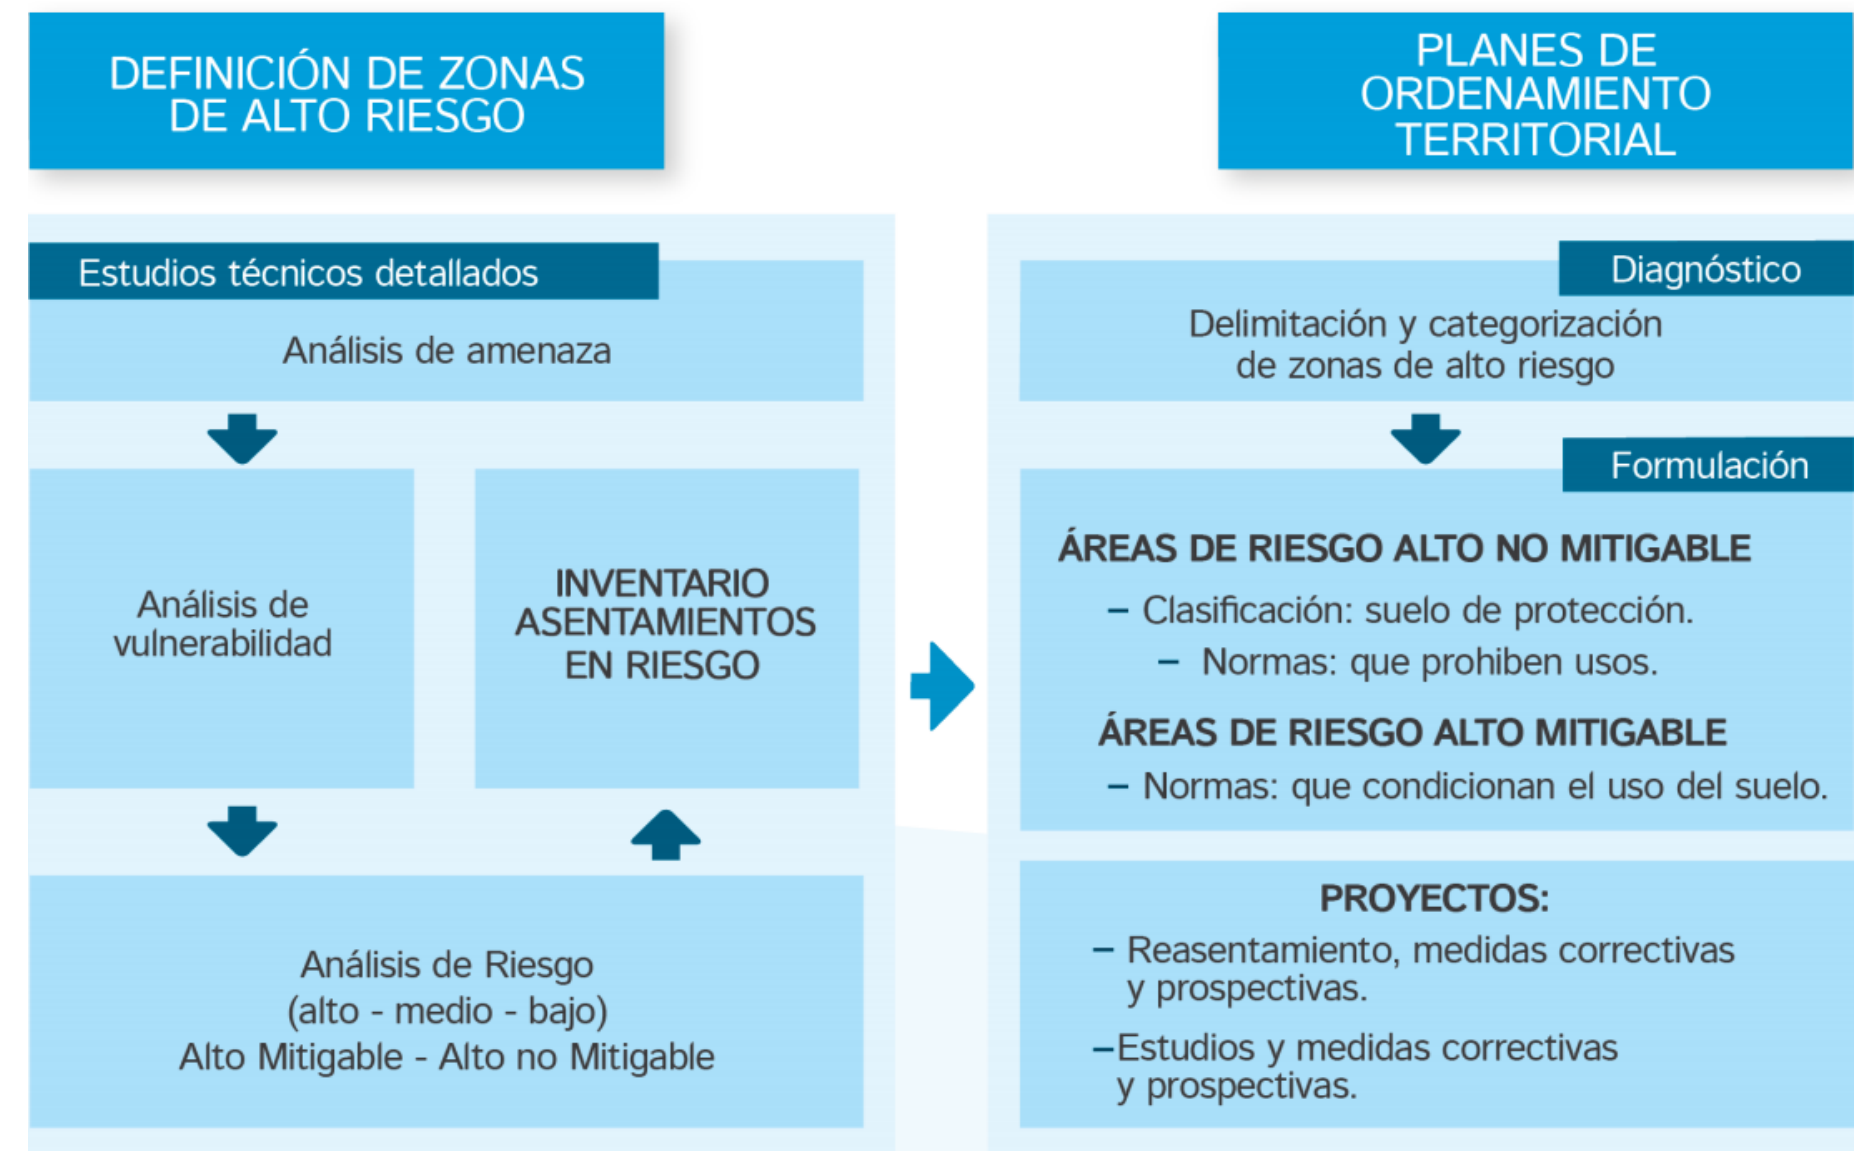 DEFINICIÓN DE ZONAS
DE ALTO RIESGO
Estudios técnicos detallados
Análisis de amenaza
Análisis de
vulnerabilidad
INVENTARIO
ASENTAMIENTOS
EN RIESGO
Análisis de Riesgo
(alto - medio - bajo)
Alto Mitigable - Alto no Mitigable
PLANES DE
ORDENAMIENTO
TERRITORIAL
Diagnóstico
Delimitación y categorización
de zonas de alto riesgo
Formulación
ÁREAS DE RIESGO ALTO NO MITIGABLE
– Clasificación: suelo de protección.
– Normas: que prohiben usos.
ÁREAS DE RIESGO ALTO MITIGABLE
– Normas: que condicionan el uso del suelo.
PROYECTOS:
– Reasentamiento, medidas correctivas
y prospectivas.
–Estudios y medidas correctivas
y prospectivas.